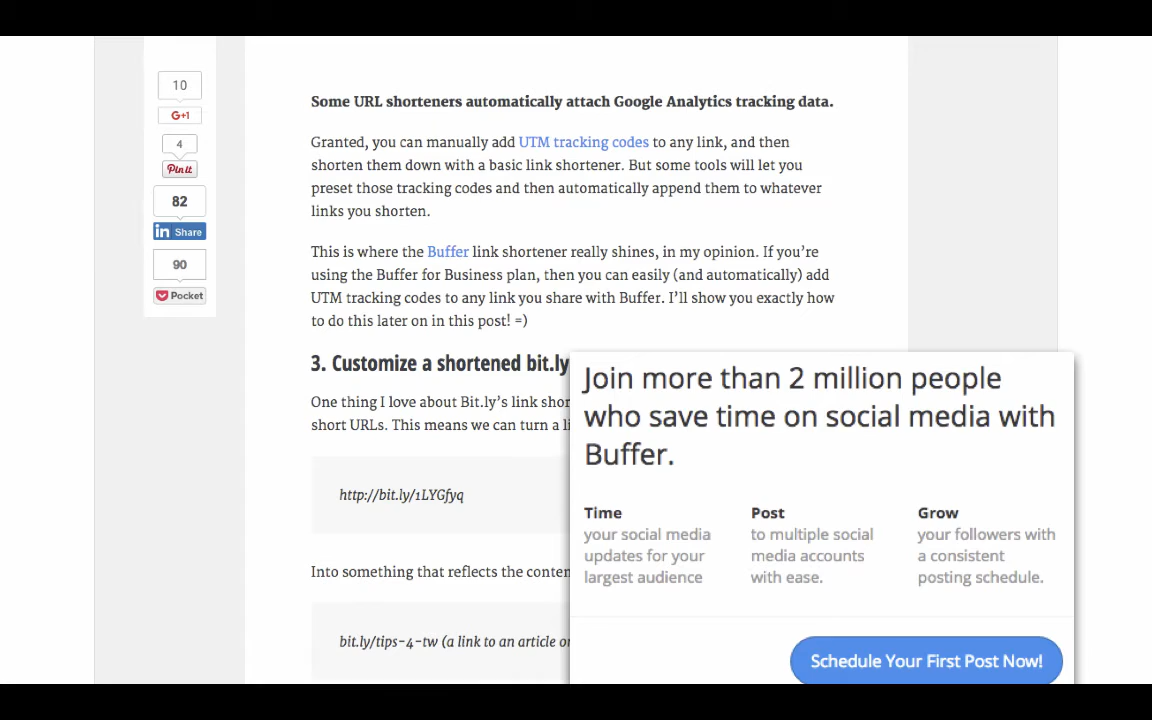 10
G+1
4
Pin it
82
in Share
90
Pocket
Some URL shorteners automatically attach Google Analytics tracking data.
Granted, you can manually add UTM tracking codes to any link, and then
shorten them down with a basic link shortener. But some tools will let you
preset those tracking codes and then automatically append them to whatever
links you shorten.
This is where the Buffer link shortener really shines, in my opinion. If you’re
using the Buffer for Business plan, then you can easily (and automatically) add
UTM tracking codes to any link you share with Buffer. I’ll show you exactly how
to do this later on in this post! =)
3. Customize a shortened bit.ly
One thing I love about Bit.ly’s link shor
short URLs. This means we can turn a li
http://bit.ly/1LYGfyq
Into something that reflects the conten
bit.ly/tips-4-tw (a link to an article o
Join more than 2 million people
who save time on social media with
Buffer.
Time
your social media
updates for your
largest audience
Post
to multiple social
media accounts
with ease.
Grow
your followers with
a consistent
posting schedule.
Schedule Your First Post Now!